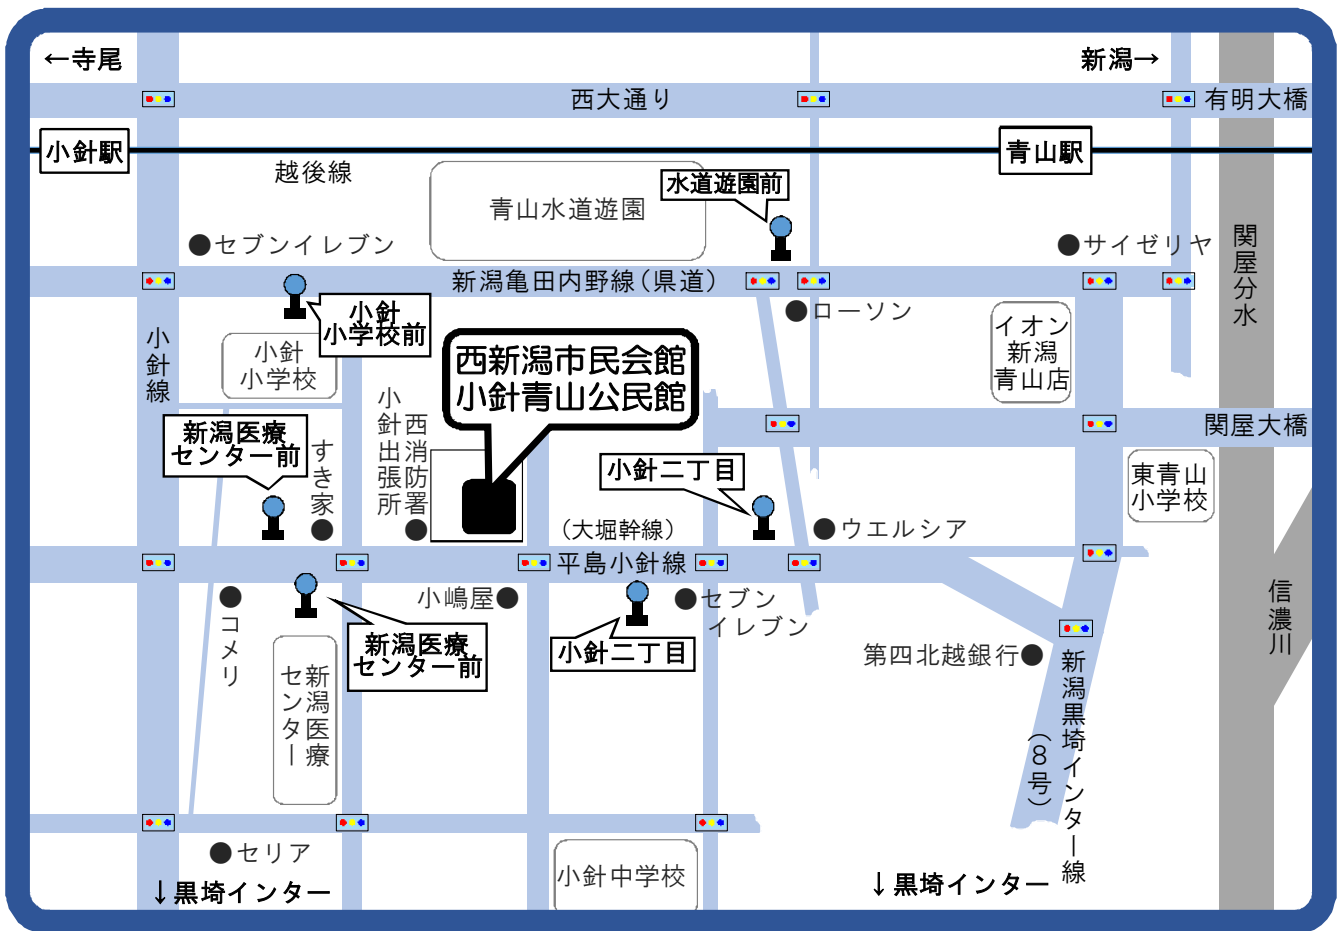 ←寺尾
新潟→
西大通り
有明大橋
小針駅
青山駅
越後線
水道遊園前
青山水道遊園
●セブンイレブン
●サイゼリヤ
関屋分水
新潟亀田内野線（県道）
小針
小学校前
●ローソン
小針線
小針
小学校
西新潟市民会館
小針青山公民館
イオン
新潟
青山店
関屋大橋
新潟医療
センター前
すき家
西消防署
小針出張所
小針二丁目
東青山
小学校
（大堀幹線）
●ウエルシア
平島小針線
コメリ
小嶋屋●
●セブン
イレブン
信濃川
新潟医療
センター前
小針二丁目
第四北越銀行●
新潟医療
センター
新潟黒埼インター線
（8号）
●セリア
小針中学校
↓黒埼インター
↓黒埼インター